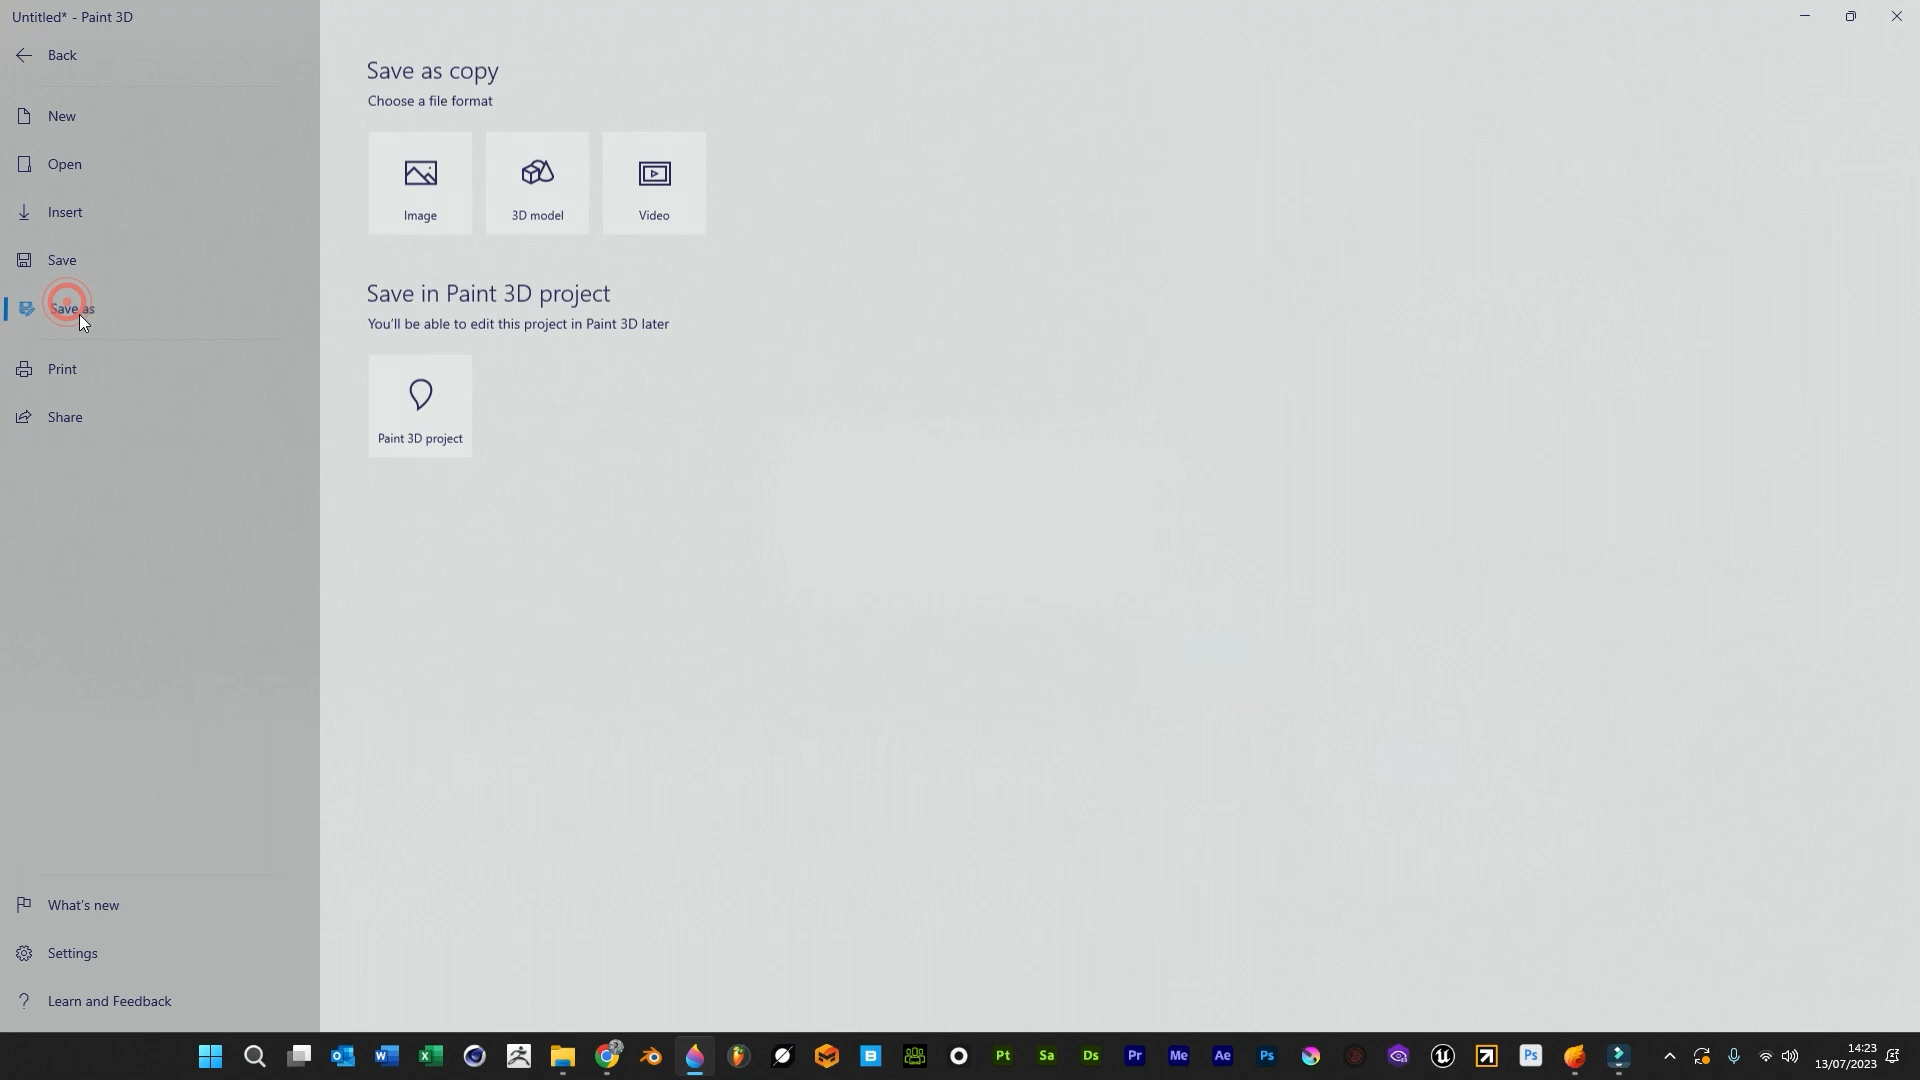 Untitled* - Paint 3D
Back
New
Open
Insert
Save
Save as
Print
Share
What's new
Settings
Learn and Feedback
Save as copy
Choose a file format
Image
3D model
Video
Save in Paint 3D project
You'll be able to edit this project in Paint 3D later
Paint 3D project
Pt
Sa
Ds
Pr
Me
Ae
Ps
Ps
14:23
13/07/2023